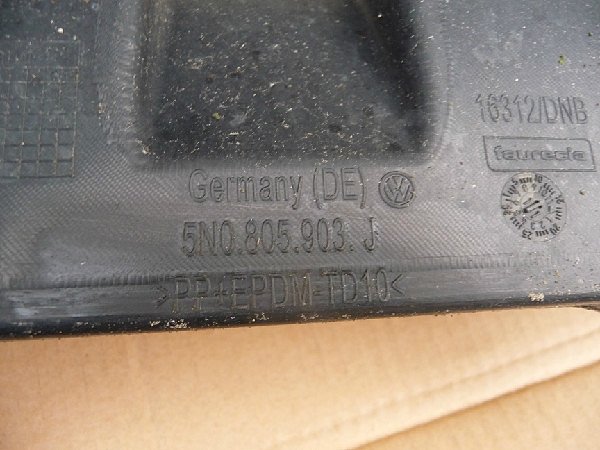 16312/DNB
faurecia
Germany (DE)
5N0.805.903.J
>PP+EPDM-TD10<